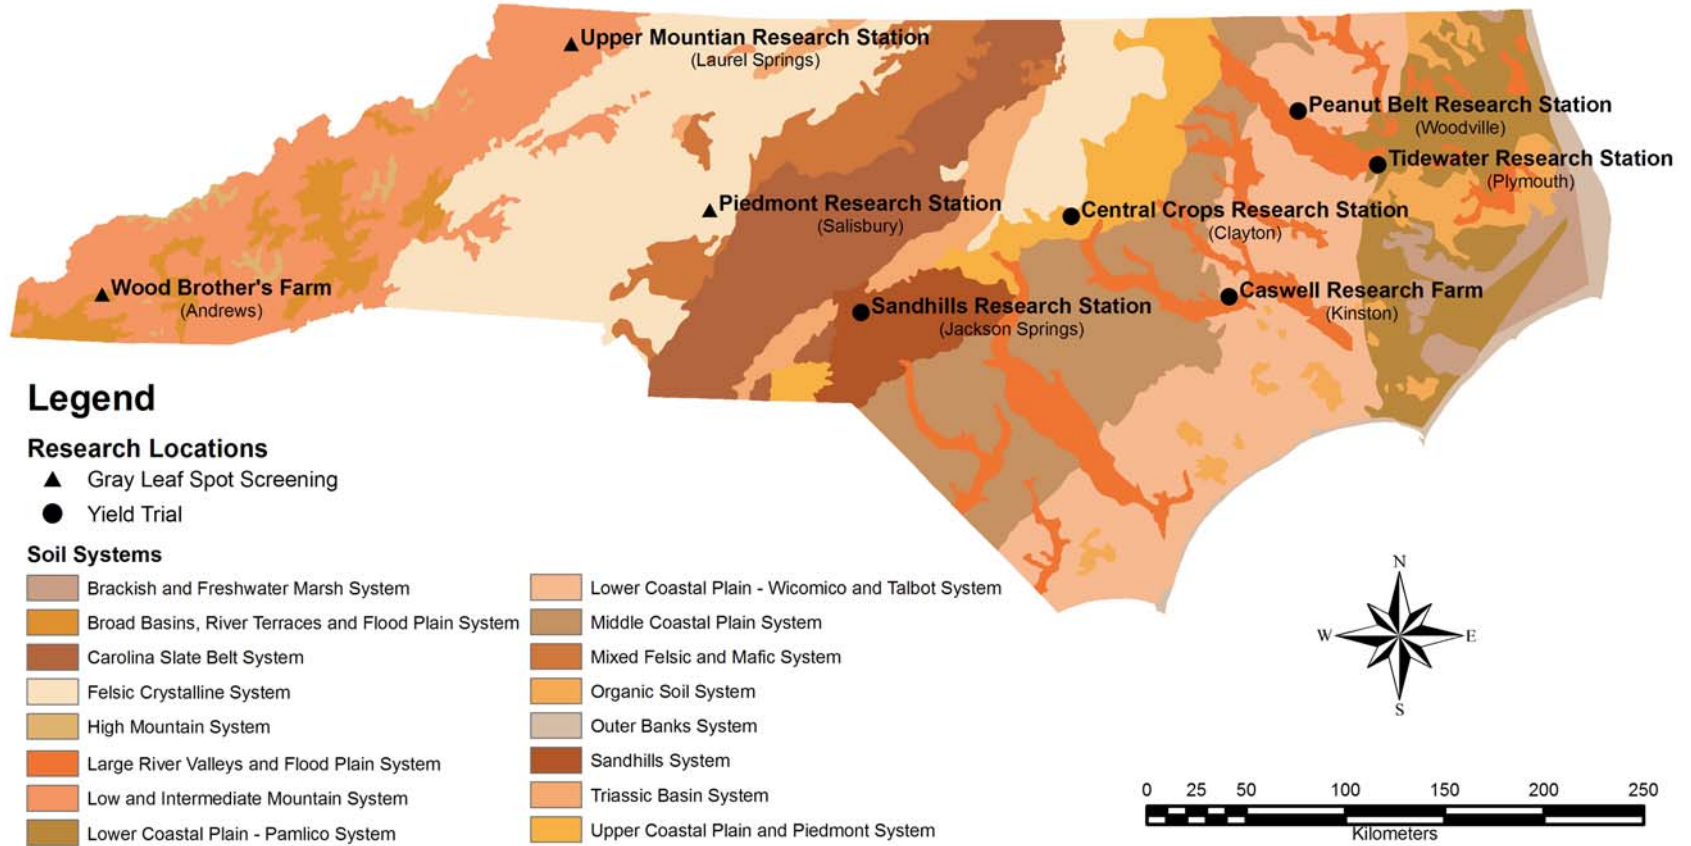 Upper Mountian Research Station
(Laurel Springs)
Peanut Belt Research Station
(Woodville)
Tidewater Research Station
(Plymouth)
Piedmont Research Station
(Salisbury)
Central Crops Research Station
(Clayton)
Wood Brother's Farm
(Andrews)
Caswell Research Farm
(Kinston)
Sandhills Research Station
(Jackson Springs)
Legend
Research Locations
Gray Leaf Spot Screening
Yield Trial
Soil Systems
Brackish and Freshwater Marsh System
Broad Basins, River Terraces and Flood Plain System
Carolina Slate Belt System
Felsic Crystalline System
High Mountain System
Large River Valleys and Flood Plain System
Low and Intermediate Mountain System
Lower Coastal Plain - Pamlico System
Lower Coastal Plain - Wicomico and Talbot System
Middle Coastal Plain System
Mixed Felsic and Mafic System
Organic Soil System
Outer Banks System
Sandhills System
Triassic Basin System
Upper Coastal Plain and Piedmont System
N
W E
S
0 25 50 100 150 200 250
Kilometers